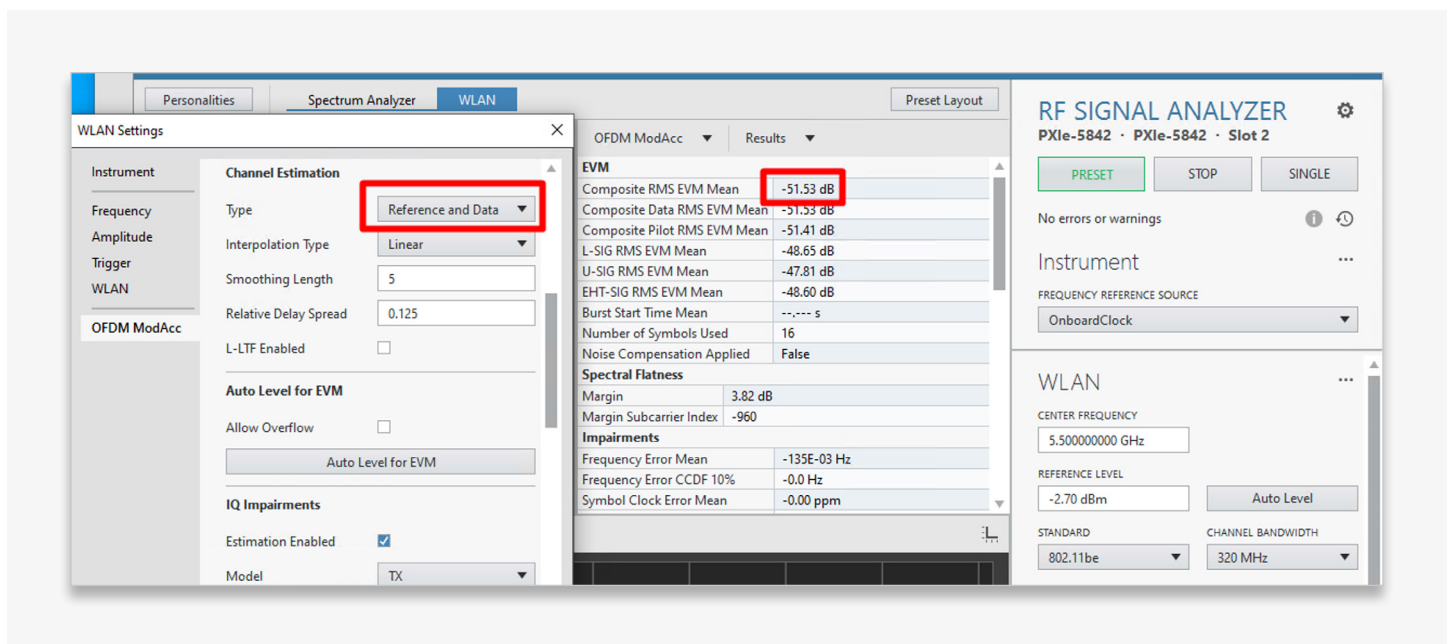 Personalities
Spectrum Analyzer
WLAN
Preset Layout
WLAN Settings
Instrument
Frequency
Amplitude
Trigger
WLAN
OFDM ModAcc
Channel Estimation
Type
Reference and Data
Interpolation Type
Linear
Smoothing Length
5
Relative Delay Spread
0.125
L-LTF Enabled
Auto Level for EVM
Allow Overflow
Auto Level for EVM
IQ Impairments
Estimation Enabled
Model
TX
OFDM ModAcc
Results
EVM
Composite RMS EVM Mean -51.53 dB
Composite Data RMS EVM Mean -51.53 dB
Composite Pilot RMS EVM Mean -51.41 dB
L-SIG RMS EVM Mean -48.65 dB
U-SIG RMS EVM Mean -47.81 dB
EHT-SIG RMS EVM Mean -48.60 dB
Burst Start Time Mean --.--- s
Number of Symbols Used 16
Noise Compensation Applied False
Spectral Flatness
Margin 3.82 dB
Margin Subcarrier Index -960
Impairments
Frequency Error Mean -135E-03 Hz
Frequency Error CCDF 10% -0.0 Hz
Symbol Clock Error Mean -0.00 ppm
RF SIGNAL ANALYZER
PXIe-5842 · PXIe-5842 · Slot 2
PRESET
STOP
SINGLE
No errors or warnings
Instrument
FREQUENCY REFERENCE SOURCE
OnboardClock
WLAN
CENTER FREQUENCY
5.500000000 GHz
REFERENCE LEVEL
-2.70 dBm
Auto Level
STANDARD
CHANNEL BANDWIDTH
802.11be
320 MHz